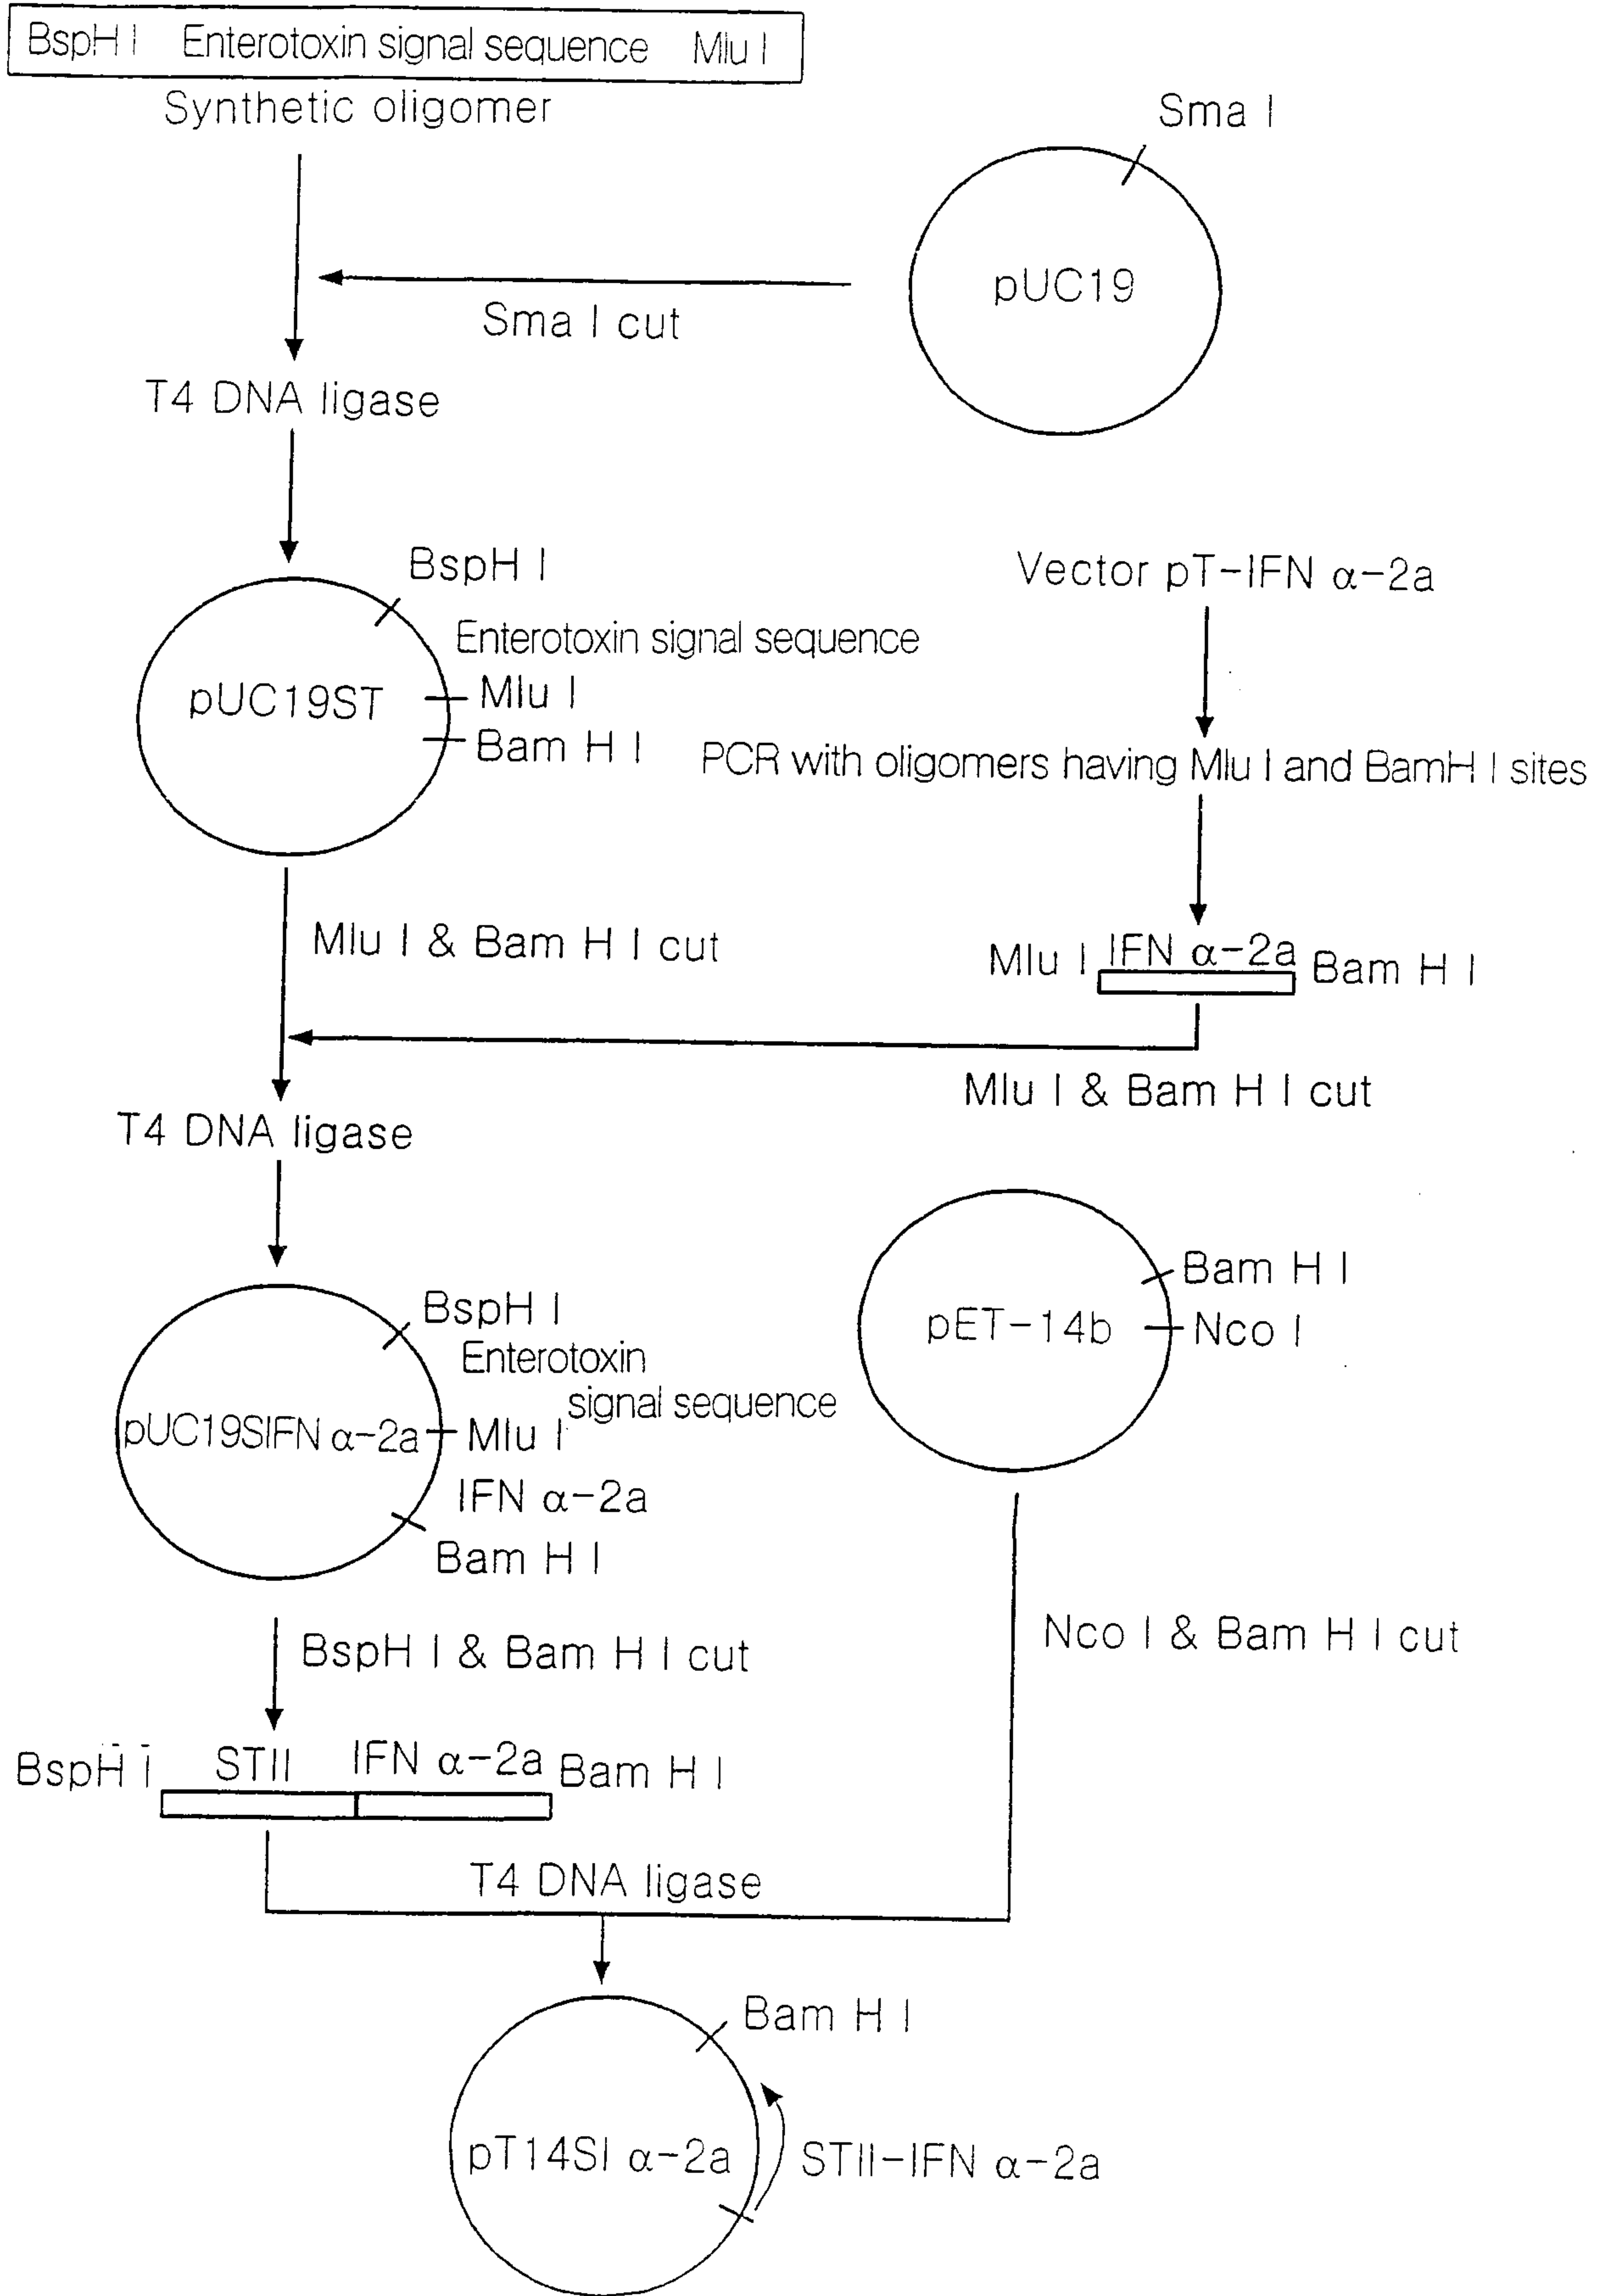 BspH I Enterotoxin signal sequence Mlu I
Synthetic oligomer
Sma I
pUC19
Sma I cut
T4 DNA ligase
BspH I
Enterotoxin signal sequence
pUC19ST
Mlu I
Bam H I
Vector pT-IFN α-2a
PCR with oligomers having Mlu I and BamH I sites
Mlu I & Bam H I cut
Mlu I IFN α-2a Bam H I
Mlu I & Bam H I cut
T4 DNA ligase
BspH I
Enterotoxin
signal sequence
pUC19SIFN α-2a
Mlu I
IFN α-2a
Bam H I
Bam H I
pET-14b
Nco I
BspH I & Bam H I cut
Nco I & Bam H I cut
BspH I STII IFN α-2a Bam H I
T4 DNA ligase
Bam H I
pT14SI α-2a
STII-IFN α-2a